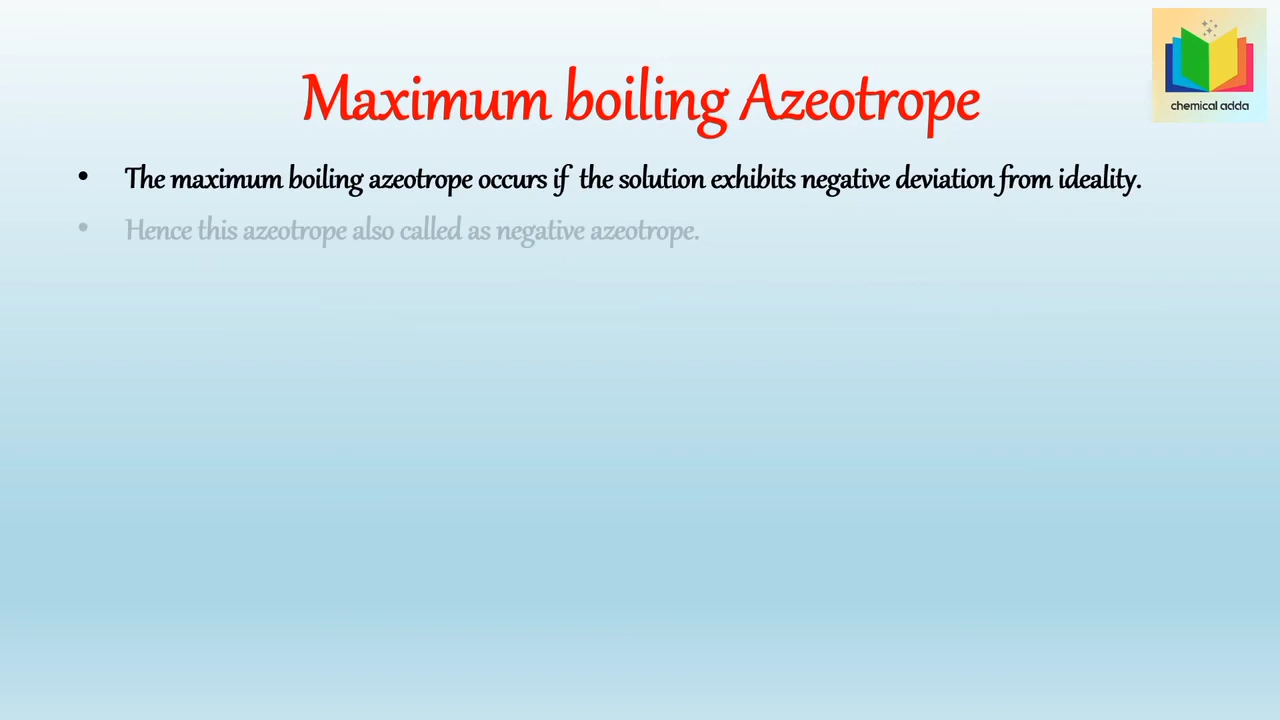 chemical adda
Maximum boiling Azeotrope
• The maximum boiling azeotrope occurs if the solution exhibits negative deviation from ideality.
• Hence this azeotrope also called as negative azeotrope.